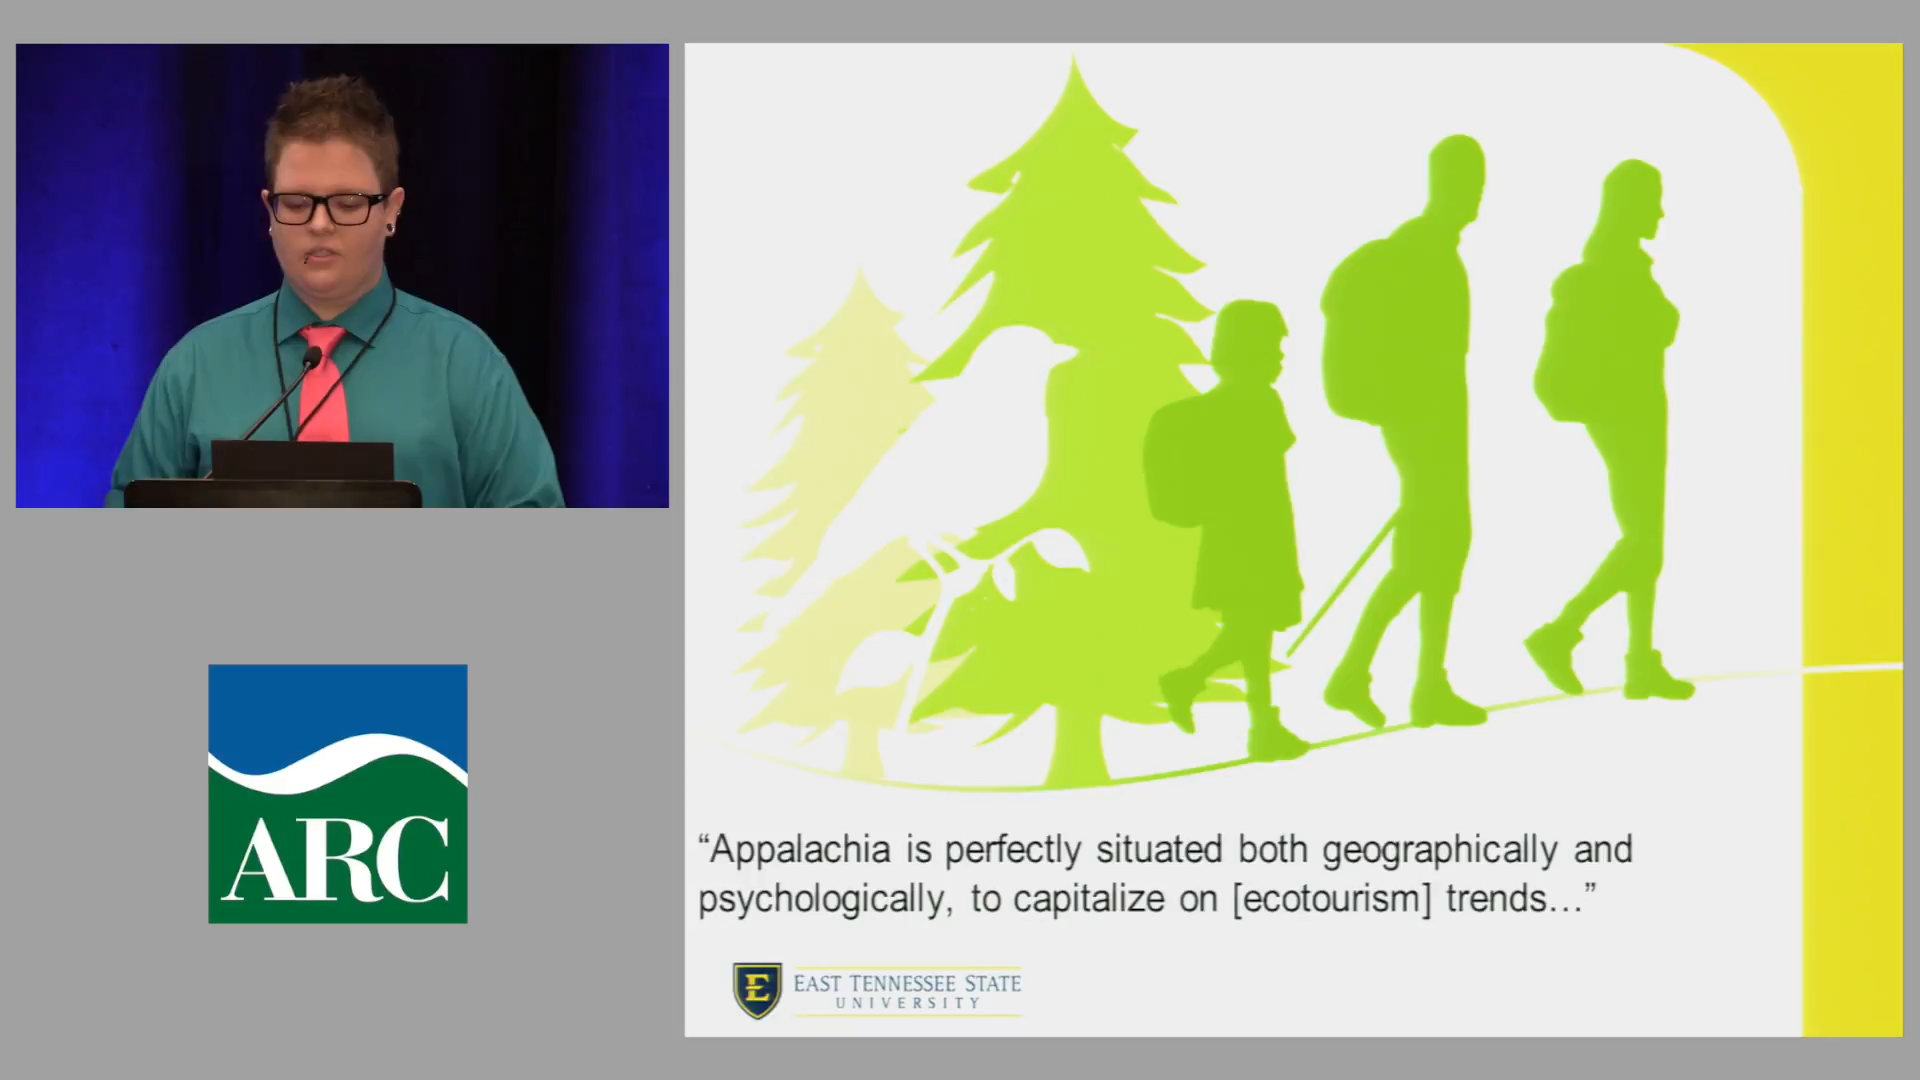 ARC
“Appalachia is perfectly situated both geographically and
psychologically, to capitalize on [ecotourism] trends…”
E
EAST TENNESSEE STATE
UNIVERSITY